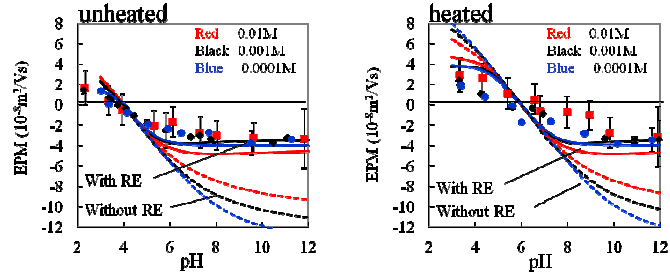 unheated
Red 0.01M
Black 0.001M
Blue 0.0001M
EPM (10⁻⁸m²/Vs)
8
6
4
2
0
-2
-4
-6
-8
-10
-12
With RE
Without RE
2 4 6 8 10 12
pH
heated
Red 0.01M
Black 0.001M
Blue 0.0001M
EPM (10⁻⁸m²/Vs)
8
6
4
2
0
-2
-4
-6
-8
-10
-12
With RE
Without RE
2 4 6 8 10 12
pH